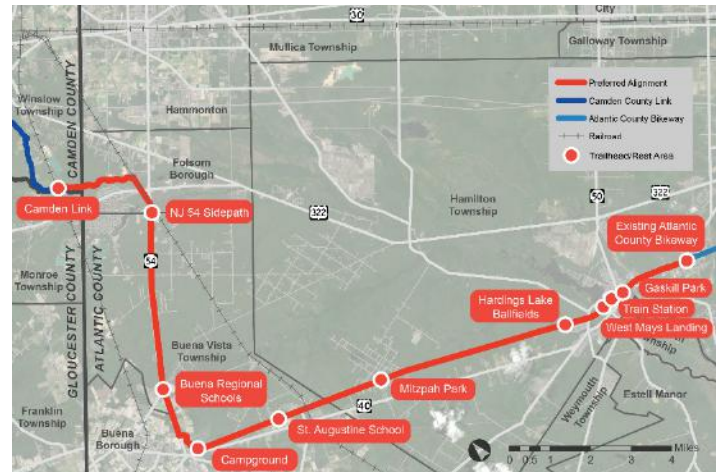 30
City
Mullica Township
Galloway Township
Preferred Alignment
Camden County Link
Atlantic County Bikeway
Railroad
Trailhead/Rest Area
Winslow
Township
CAMDEN COUNTY
Hammonton
Folsom
Borough
Camden Link
NJ 54 Sidepath
322
Hamilton
Township
50
322
Existing Atlantic
County Bikeway
54
Monroe
Township
GLOUCESTER COUNTY
ATLANTIC COUNTY
Gaskill Park
Hardings Lake
Ballfields
Train Station
West Mays Landing
Township
Buena Vista
Township
Buena Regional
Schools
Mitzpah Park
40
Weymouth
Township
Estell Manor
Franklin
Township
Buena
Borough
St. Augustine School
Campground
Miles
0 0.5 1 2 3 4